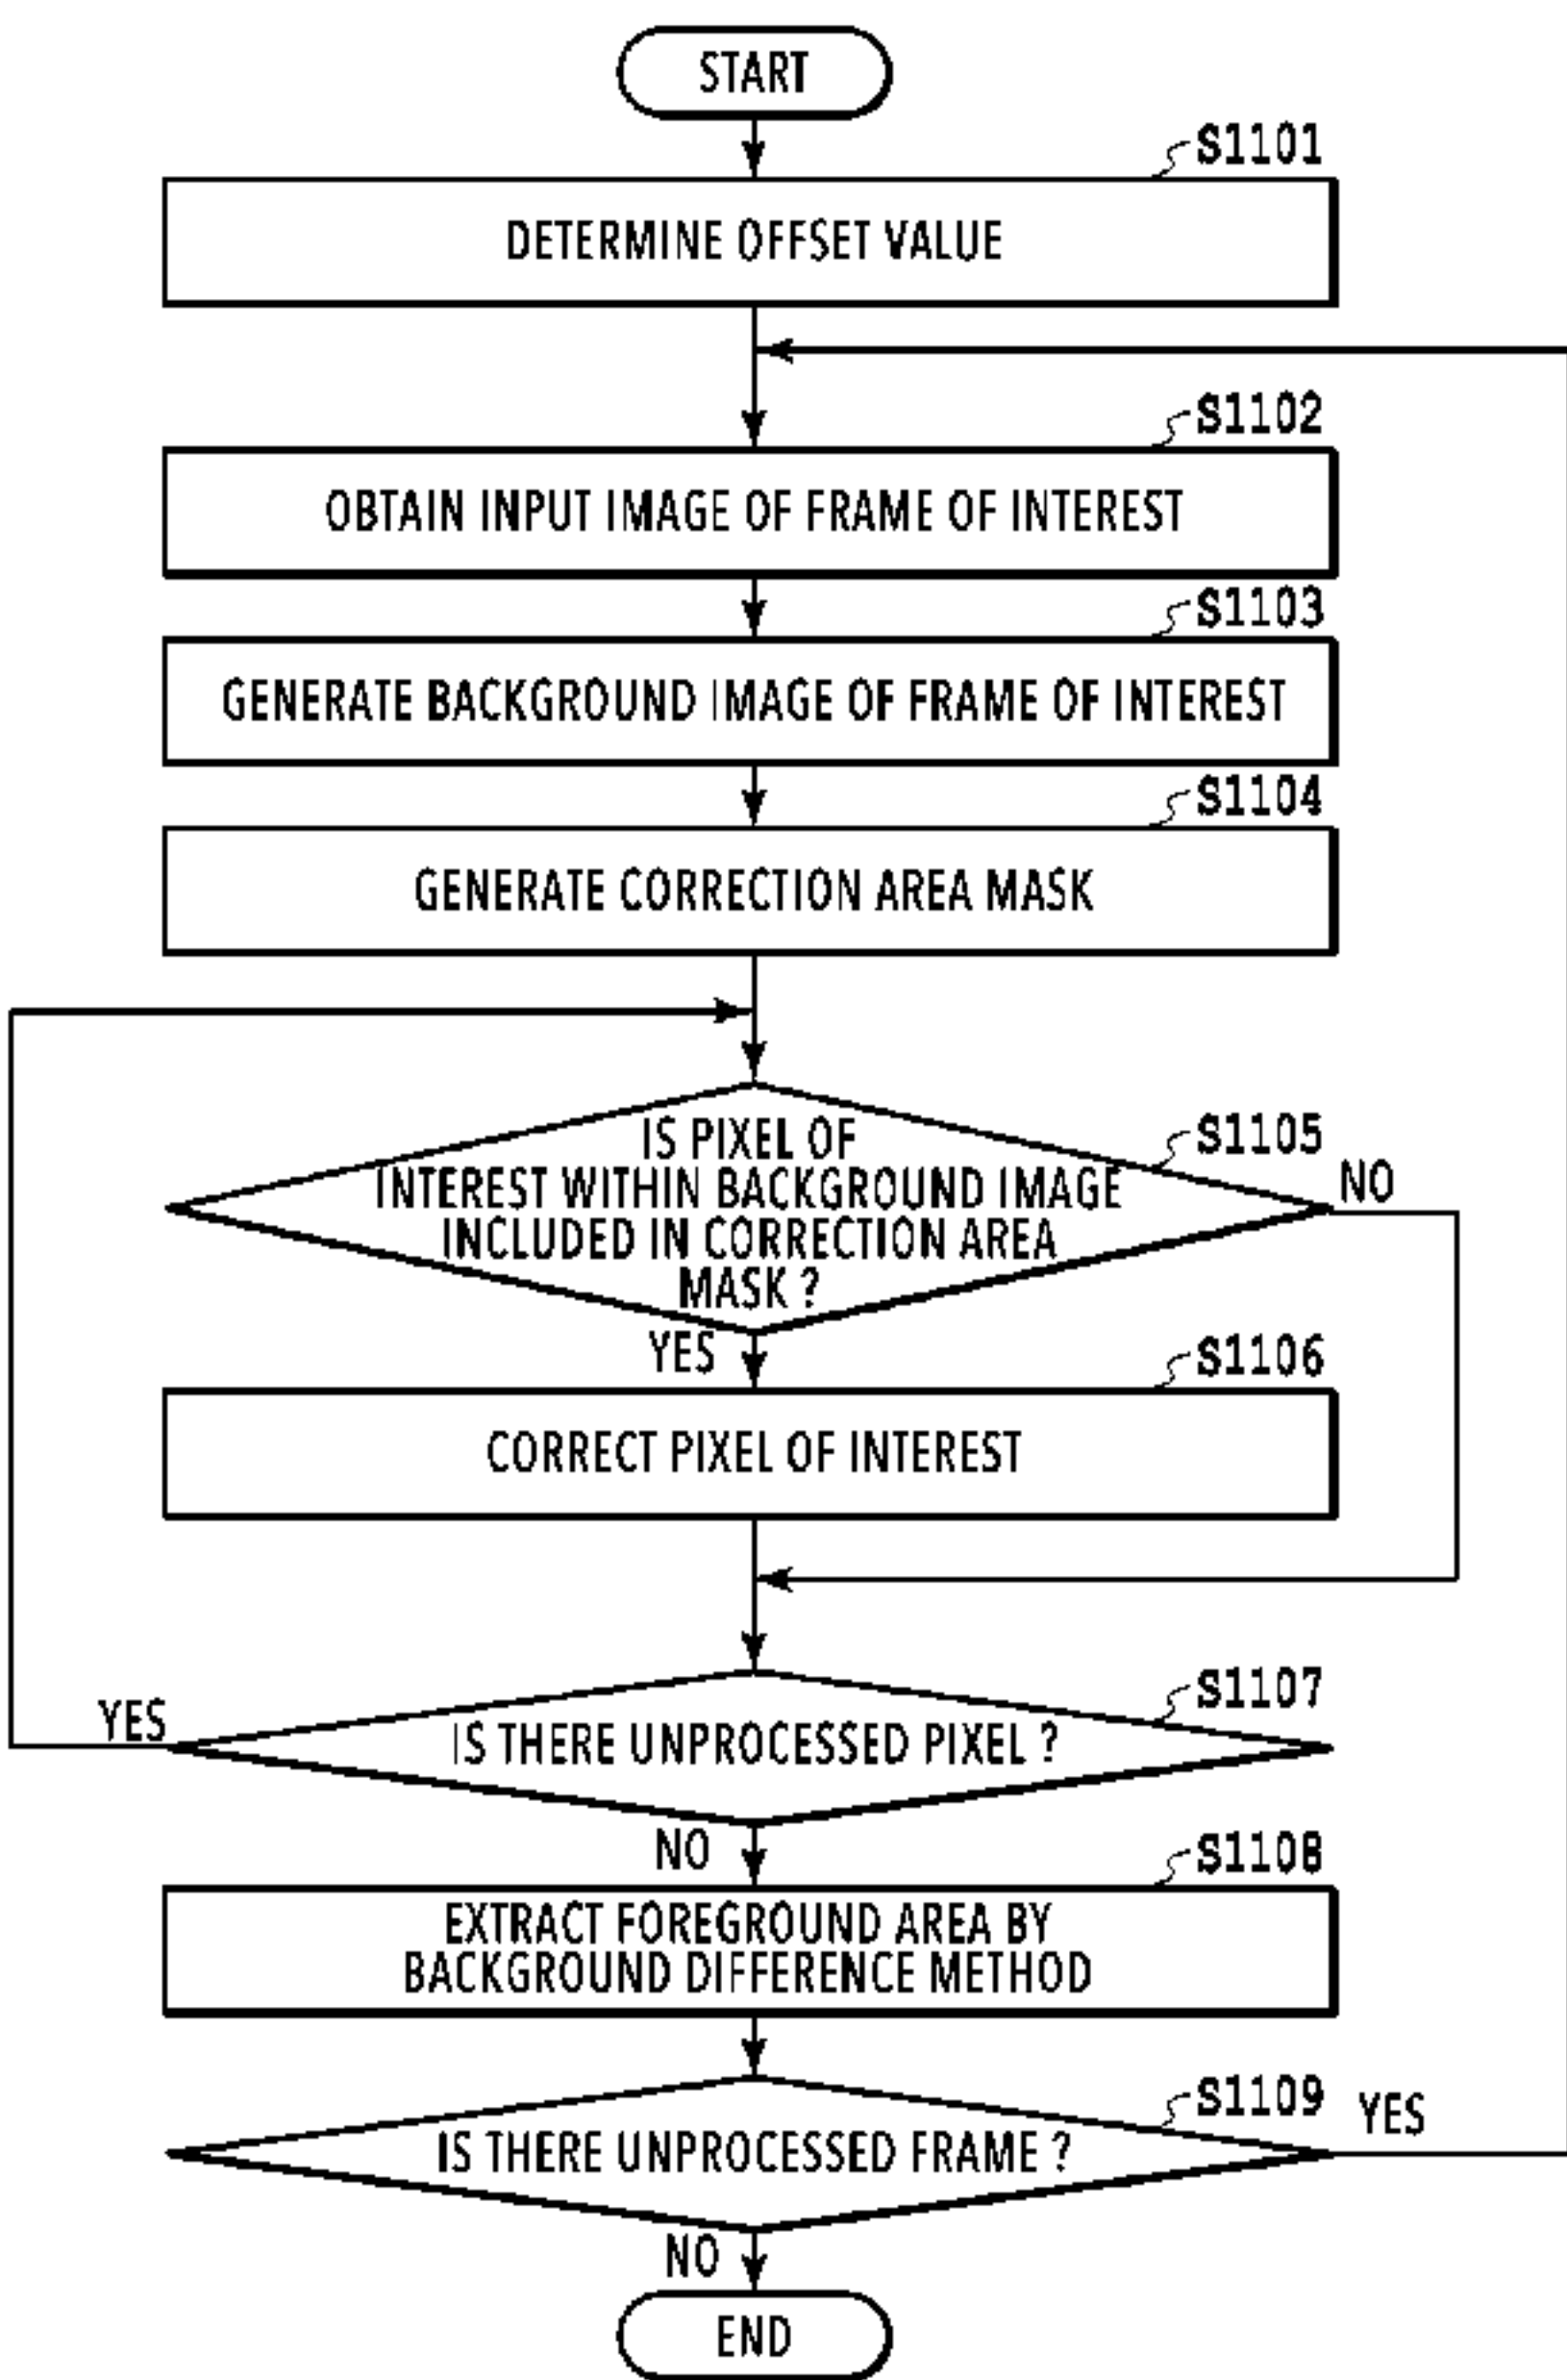 START
S1101
DETERMINE OFFSET VALUE
S1102
OBTAIN INPUT IMAGE OF FRAME OF INTEREST
S1103
GENERATE BACKGROUND IMAGE OF FRAME OF INTEREST
S1104
GENERATE CORRECTION AREA MASK
S1105
IS PIXEL OF
INTEREST WITHIN BACKGROUND IMAGE
INCLUDED IN CORRECTION AREA
MASK ?
NO
YES
S1106
CORRECT PIXEL OF INTEREST
S1107
YES
IS THERE UNPROCESSED PIXEL ?
NO
S1108
EXTRACT FOREGROUND AREA BY
BACKGROUND DIFFERENCE METHOD
S1109
YES
IS THERE UNPROCESSED FRAME ?
NO
END